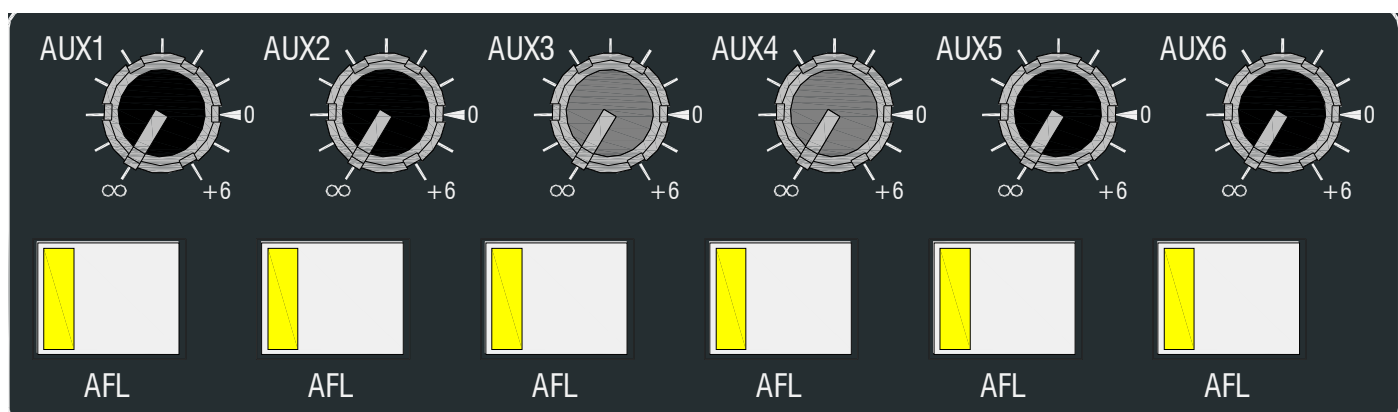 AUX1 AUX2 AUX3 AUX4 AUX5 AUX6
0 0 0 0 0 0
∞ +6 ∞ +6 ∞ +6 ∞ +6 ∞ +6 ∞ +6
AFL AFL AFL AFL AFL AFL